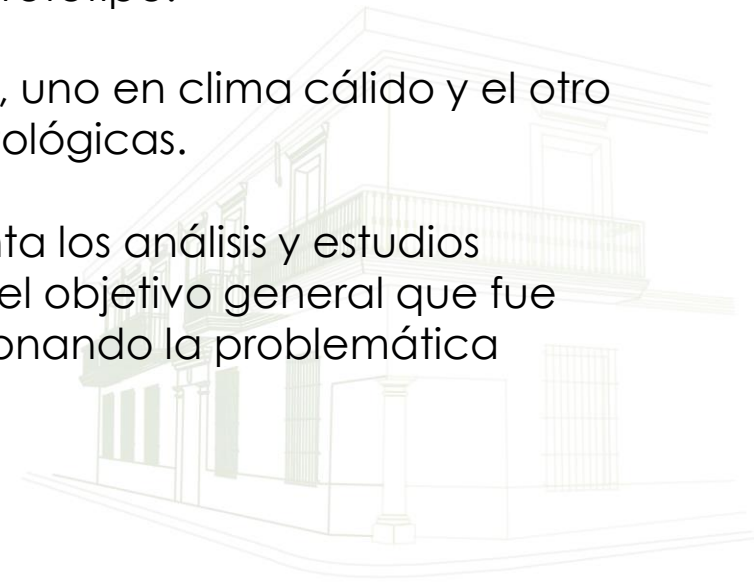 , uno en clima cálido y el otro
ológicas.
ta los análisis y estudios
el objetivo general que fue
onando la problemática